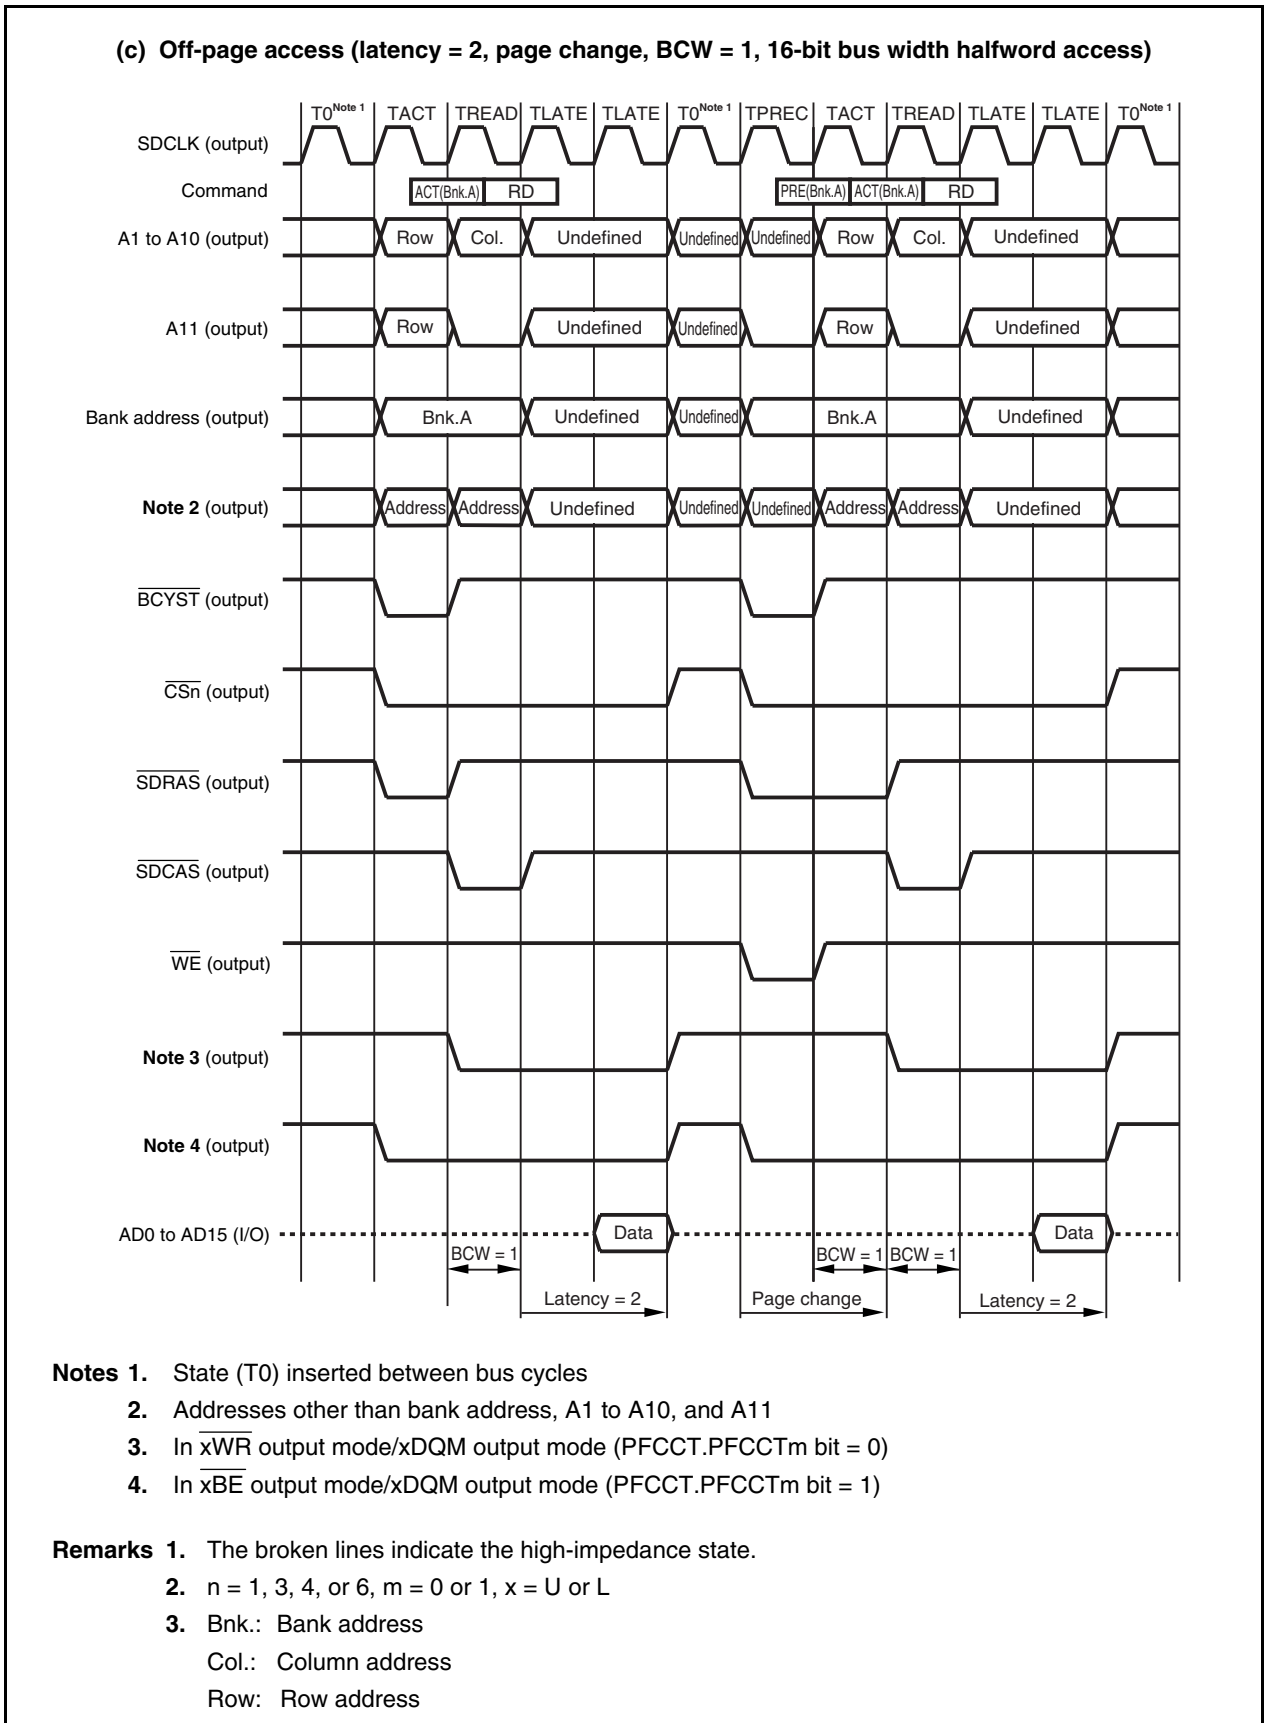 (c) Off-page access (latency = 2, page change, BCW = 1, 16-bit bus width halfword access)
T0Note 1 TACT TREAD TLATE TLATE T0Note 1 TPREC TACT TREAD TLATE TLATE T0Note 1
SDCLK (output)
Command ACT(Bnk.A) RD PRE(Bnk.A) ACT(Bnk.A) RD
A1 to A10 (output) Row Col. Undefined Undefined Undefined Row Col. Undefined
A11 (output) Row Undefined Undefined Row Undefined
Bank address (output) Bnk.A Undefined Undefined Bnk.A Undefined
Note 2 (output) Address Address Undefined Undefined Undefined Address Address Undefined
BCYST (output)
CSn (output)
SDRAS (output)
SDCAS (output)
WE (output)
Note 3 (output)
Note 4 (output)
AD0 to AD15 (I/O) Data Data
BCW = 1 BCW = 1 BCW = 1
Latency = 2 Page change Latency = 2
Notes 1. State (T0) inserted between bus cycles
2. Addresses other than bank address, A1 to A10, and A11
3. In xWR output mode/xDQM output mode (PFCCT.PFCCTm bit = 0)
4. In xBE output mode/xDQM output mode (PFCCT.PFCCTm bit = 1)
Remarks 1. The broken lines indicate the high-impedance state.
2. n = 1, 3, 4, or 6, m = 0 or 1, x = U or L
3. Bnk.: Bank address
Col.: Column address
Row: Row address